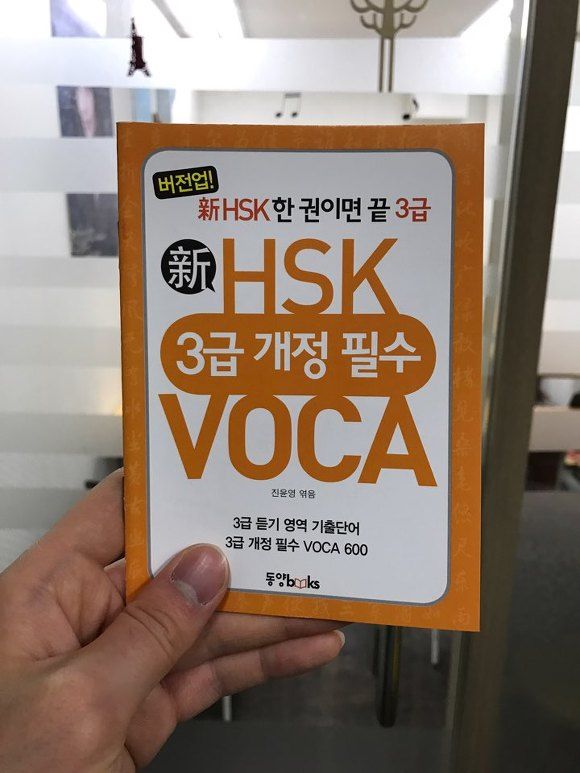 버전업!
新HSK 한 권이면 끝 3급
新 HSK
3급 개정 필수
VOCA
진윤영 엮음
3급 듣기 영역 기출단어
3급 개정 필수 VOCA 600
동양books